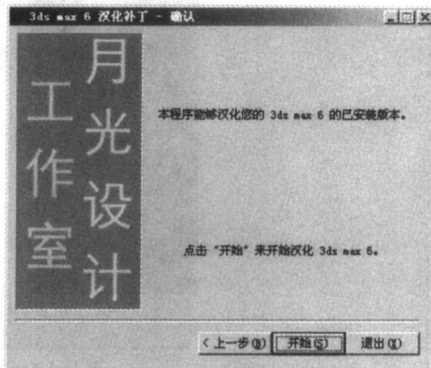 3ds max 6 汉化补丁 - 确认
月光设计
工作室
本程序能够汉化您的 3ds max 6 的已安装版本。
点击“开始”来开始汉化 3ds max 6。
< 上一步(B)
开始(S)
退出(X)